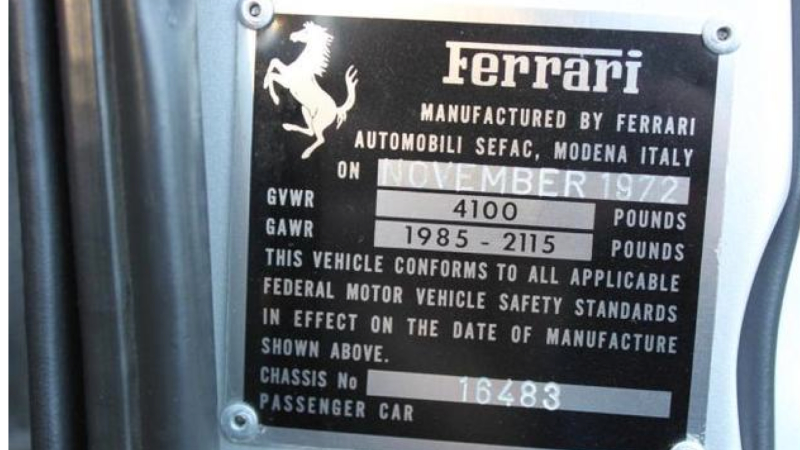 Ferrari
MANUFACTURED BY FERRARI
AUTOMOBILI SEFAC, MODENA ITALY
ON NOVEMBER 1972
GVWR 4100 POUNDS
GAWR 1985 - 2115 POUNDS
THIS VEHICLE CONFORMS TO ALL APPLICABLE
FEDERAL MOTOR VEHICLE SAFETY STANDARDS
IN EFFECT ON THE DATE OF MANUFACTURE
SHOWN ABOVE.
CHASSIS No 16483
PASSENGER CAR